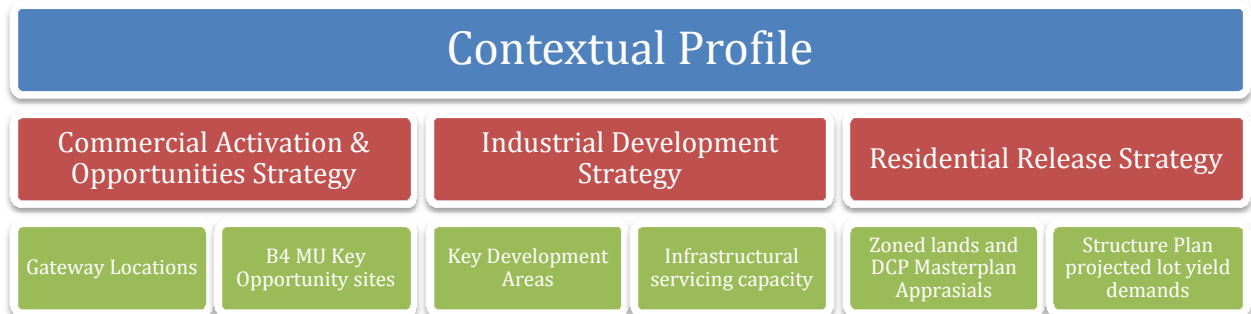 Contextual Profile
Commercial Activation &
Opportunities Strategy
Industrial Development
Strategy
Residential Release Strategy
Gateway Locations
B4 MU Key
Opportunity sites
Key Development
Areas
Infrastructural
servicing capacity
Zoned lands and
DCP Masterplan
Apprasials
Structure Plan
projected lot yield
demands